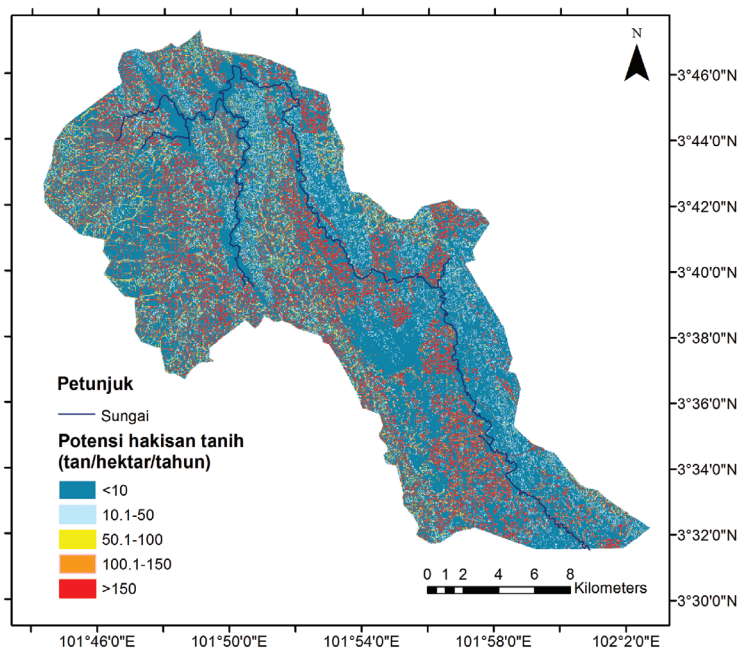 N
3°46'0"N
3°44'0"N
3°42'0"N
3°40'0"N
3°38'0"N
3°36'0"N
3°34'0"N
3°32'0"N
3°30'0"N
Petunjuk
Sungai
Potensi hakisan tanih
(tan/hektar/tahun)
<10
10.1-50
50.1-100
100.1-150
>150
0 1 2 4 6 8
Kilometers
101°46'0"E 101°50'0"E 101°54'0"E 101°58'0"E 102°2'0"E